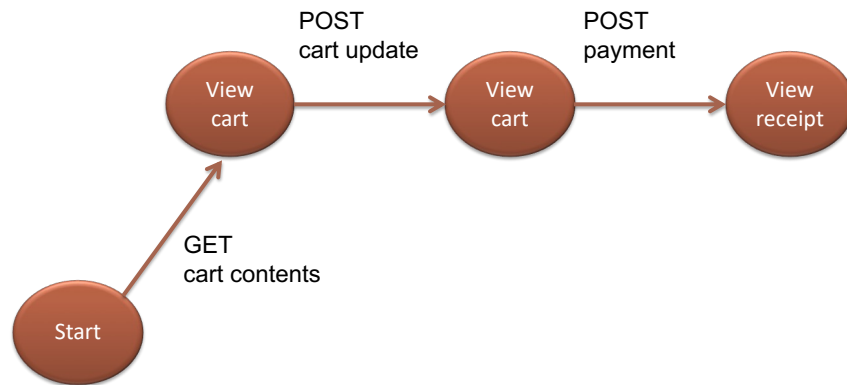 POST
cart update
POST
payment
View
cart
View
cart
View
receipt
GET
cart contents
Start